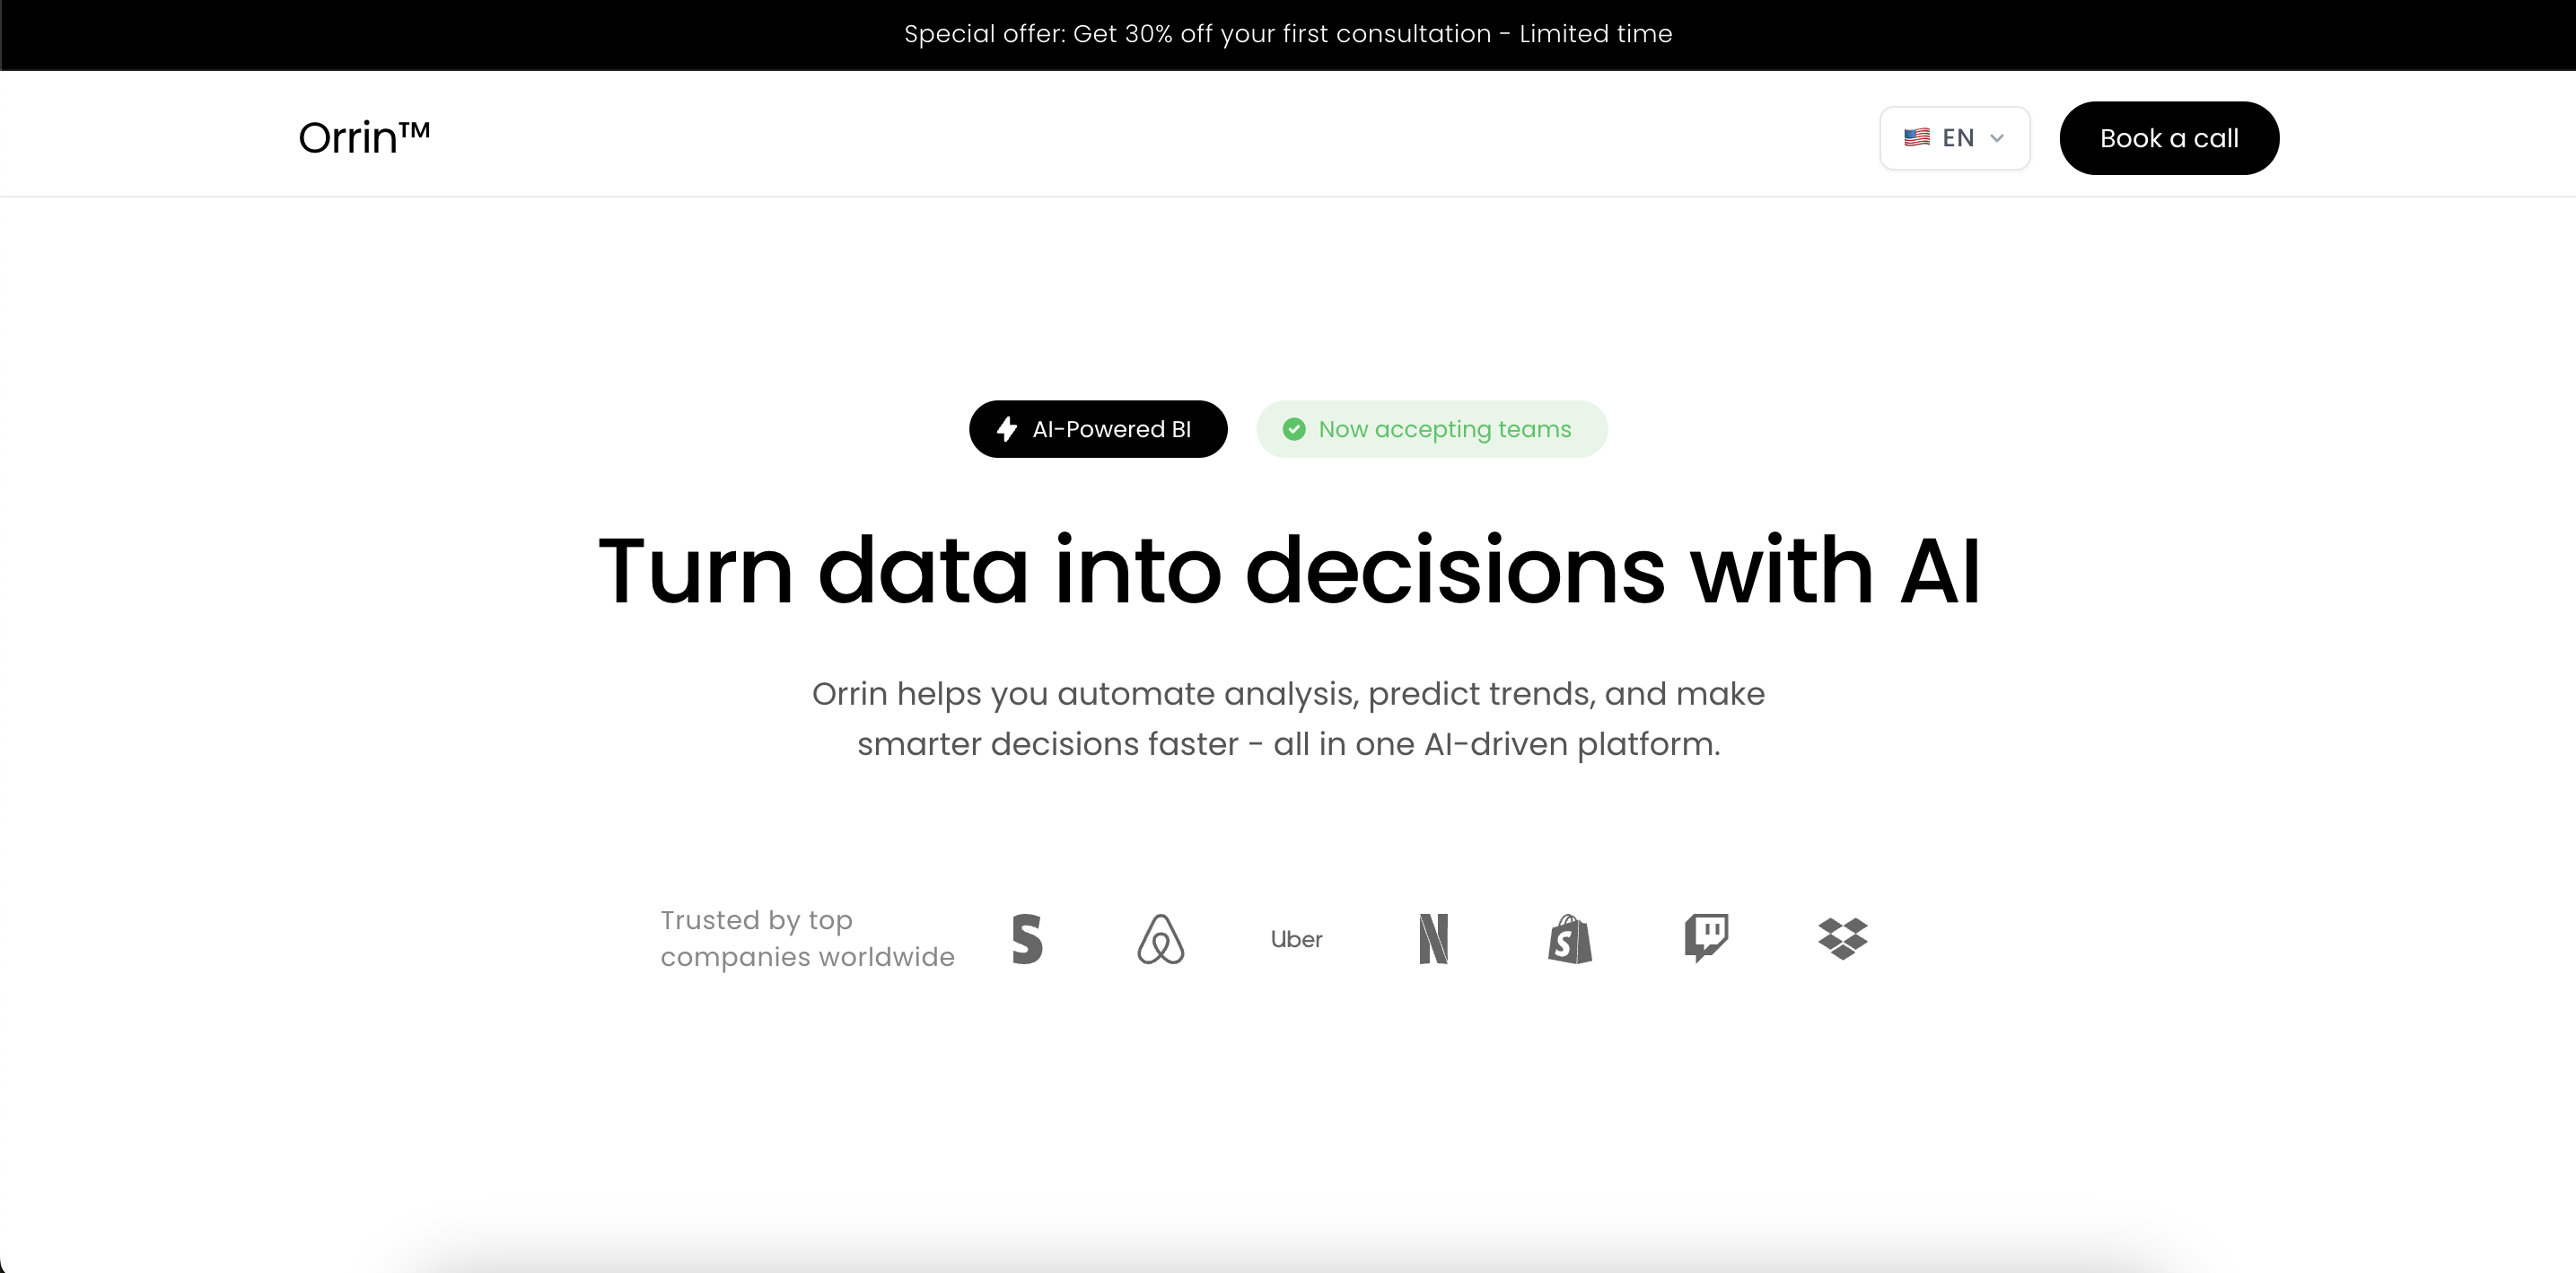 Special offer: Get 30% off your first consultation - Limited time
Orrin™
EN
Book a call
AI-Powered BI
Now accepting teams
Turn data into decisions with AI
Orrin helps you automate analysis, predict trends, and make
smarter decisions faster - all in one AI-driven platform.
Trusted by top
companies worldwide
S
Uber
N
S